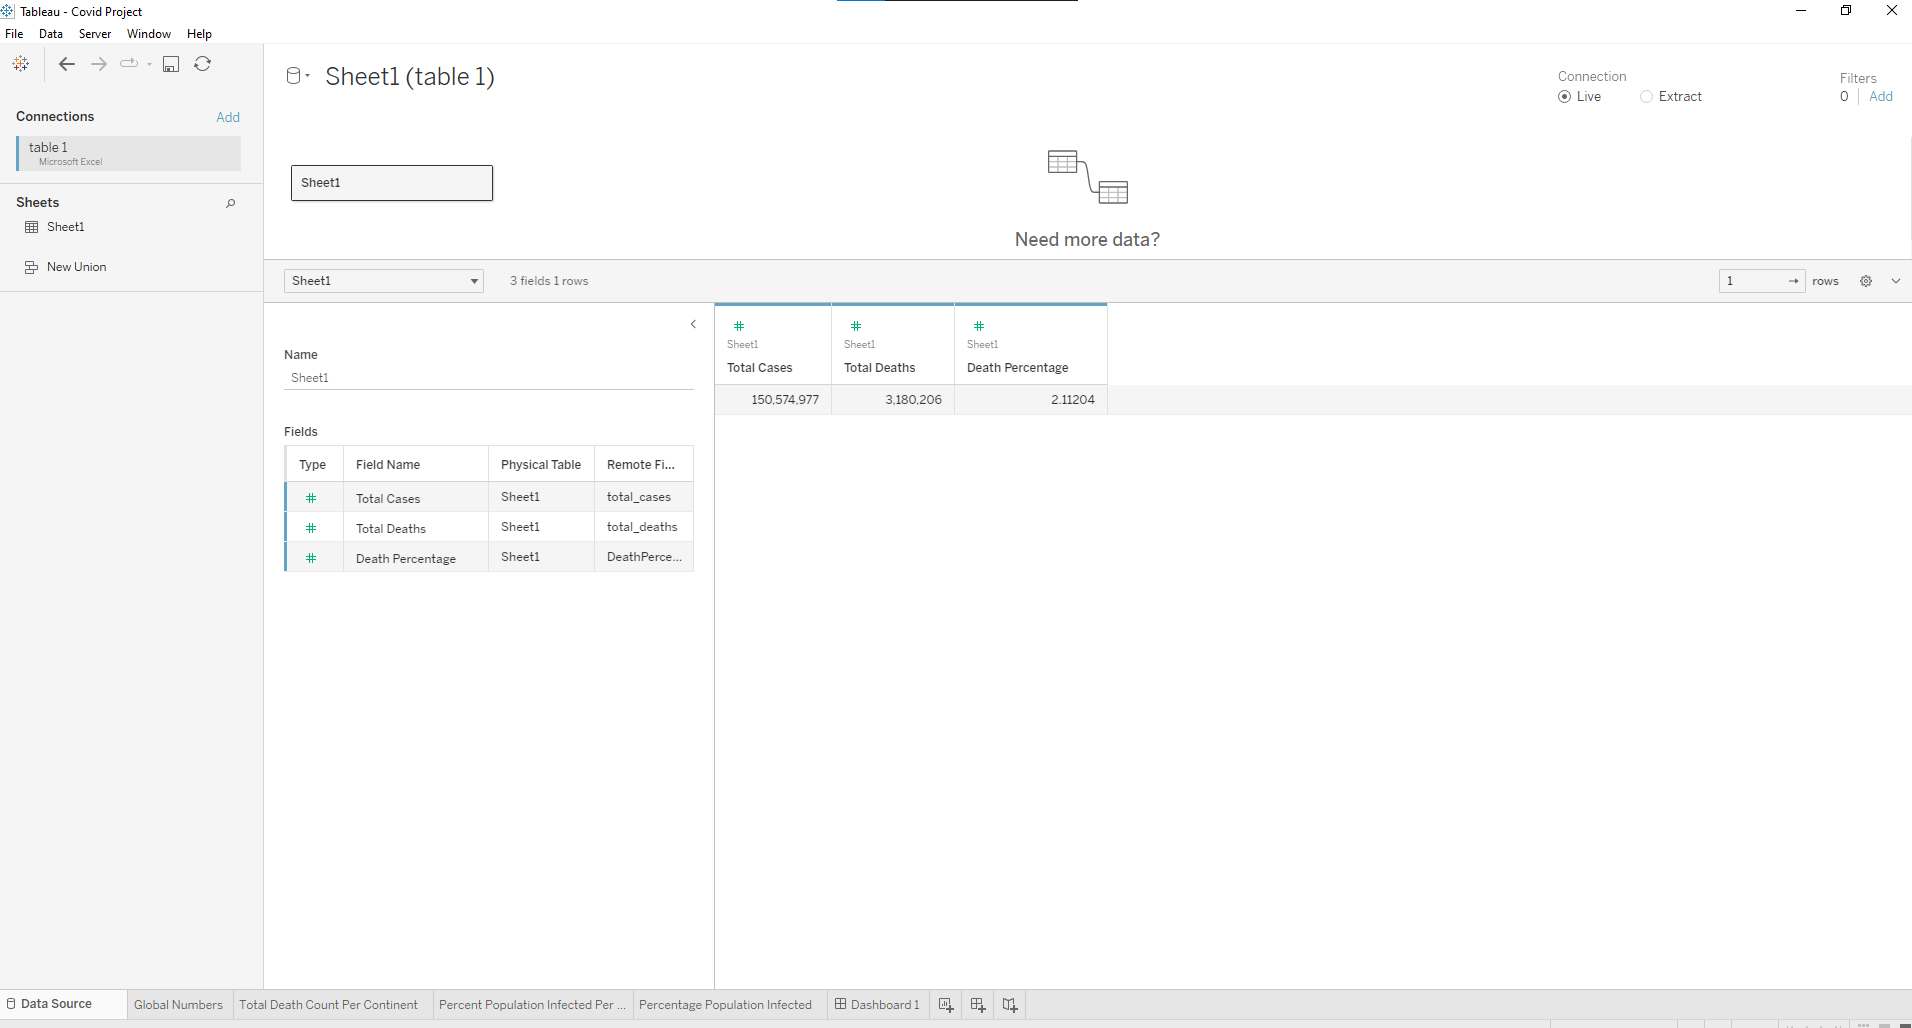 Tableau - Covid Project
File Data Server Window Help
Connections Add
table 1
Microsoft Excel
Sheets
Sheet1
New Union
Sheet1 (table 1)
Connection
Live Extract
Filters
0 Add
Sheet1
Need more data?
Sheet1 3 fields 1 rows 1 rows
Name
Sheet1
Fields
Type Field Name Physical Table Remote Fi...
# Total Cases Sheet1 total_cases
# Total Deaths Sheet1 total_deaths
# Death Percentage Sheet1 DeathPerce...
# # #
Sheet1 Sheet1 Sheet1
Total Cases Total Deaths Death Percentage
150,574,977 3,180,206 2.11204
Data Source Global Numbers Total Death Count Per Continent Percent Population Infected Per ... Percentage Population Infected Dashboard 1